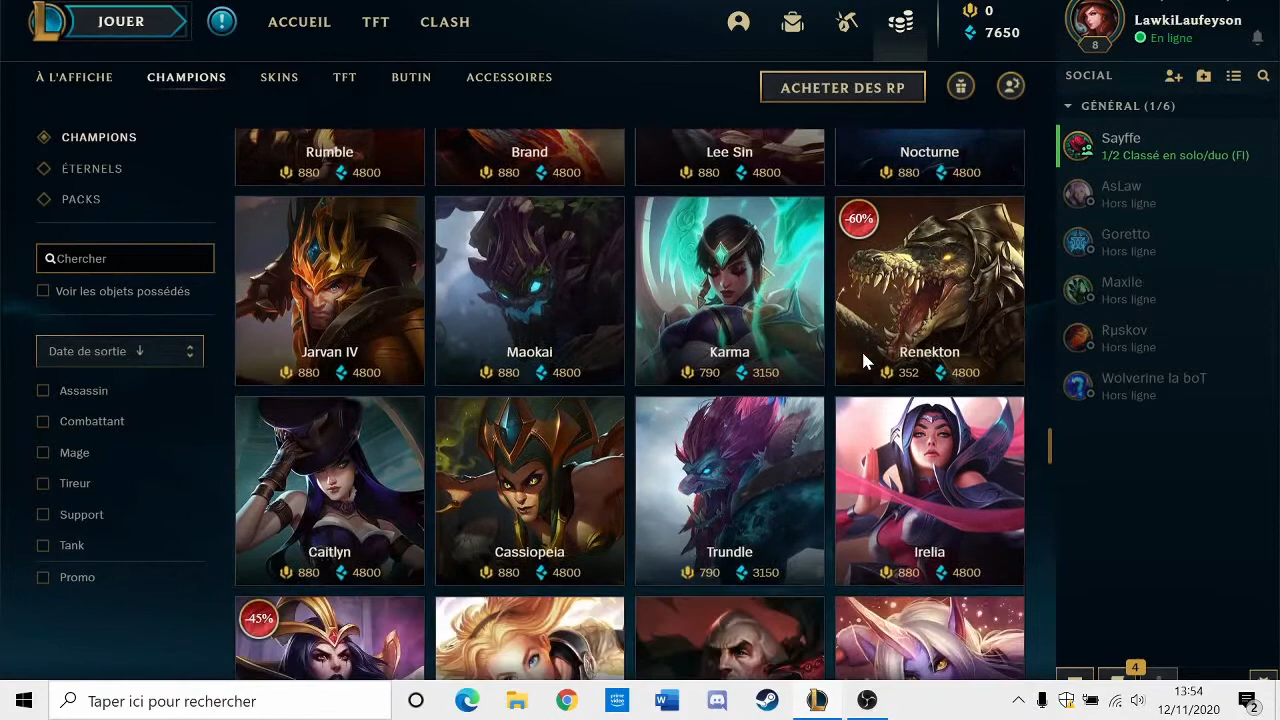 JOUER
ACCUEIL
TFT
CLASH
0
7650
LawkiLaufeyson
En ligne
8
À L'AFFICHE
CHAMPIONS
SKINS
TFT
BUTIN
ACCESSOIRES
ACHETER DES RP
SOCIAL
GÉNÉRAL (1/6)
Sayffe
1/2 Classé en solo/duo (FI)
AsLaw
Hors ligne
Goretto
Hors ligne
Maxile
Hors ligne
Ruskov
Hors ligne
Wolverine la boT
Hors ligne
4
CHAMPIONS
ÉTERNELS
PACKS
Chercher
Voir les objets possédés
Date de sortie
Assassin
Combattant
Mage
Tireur
Support
Tank
Promo
Rumble
880 4800
Brand
880 4800
Lee Sin
880 4800
Nocturne
880 4800
Jarvan IV
880 4800
Maokai
880 4800
Karma
790 3150
-60%
Renekton
352 4800
Caitlyn
880 4800
Cassiopeia
880 4800
Trundle
790 3150
Irelia
880 4800
-45%
Taper ici pour rechercher
prime video
13:54
12/11/2020
2